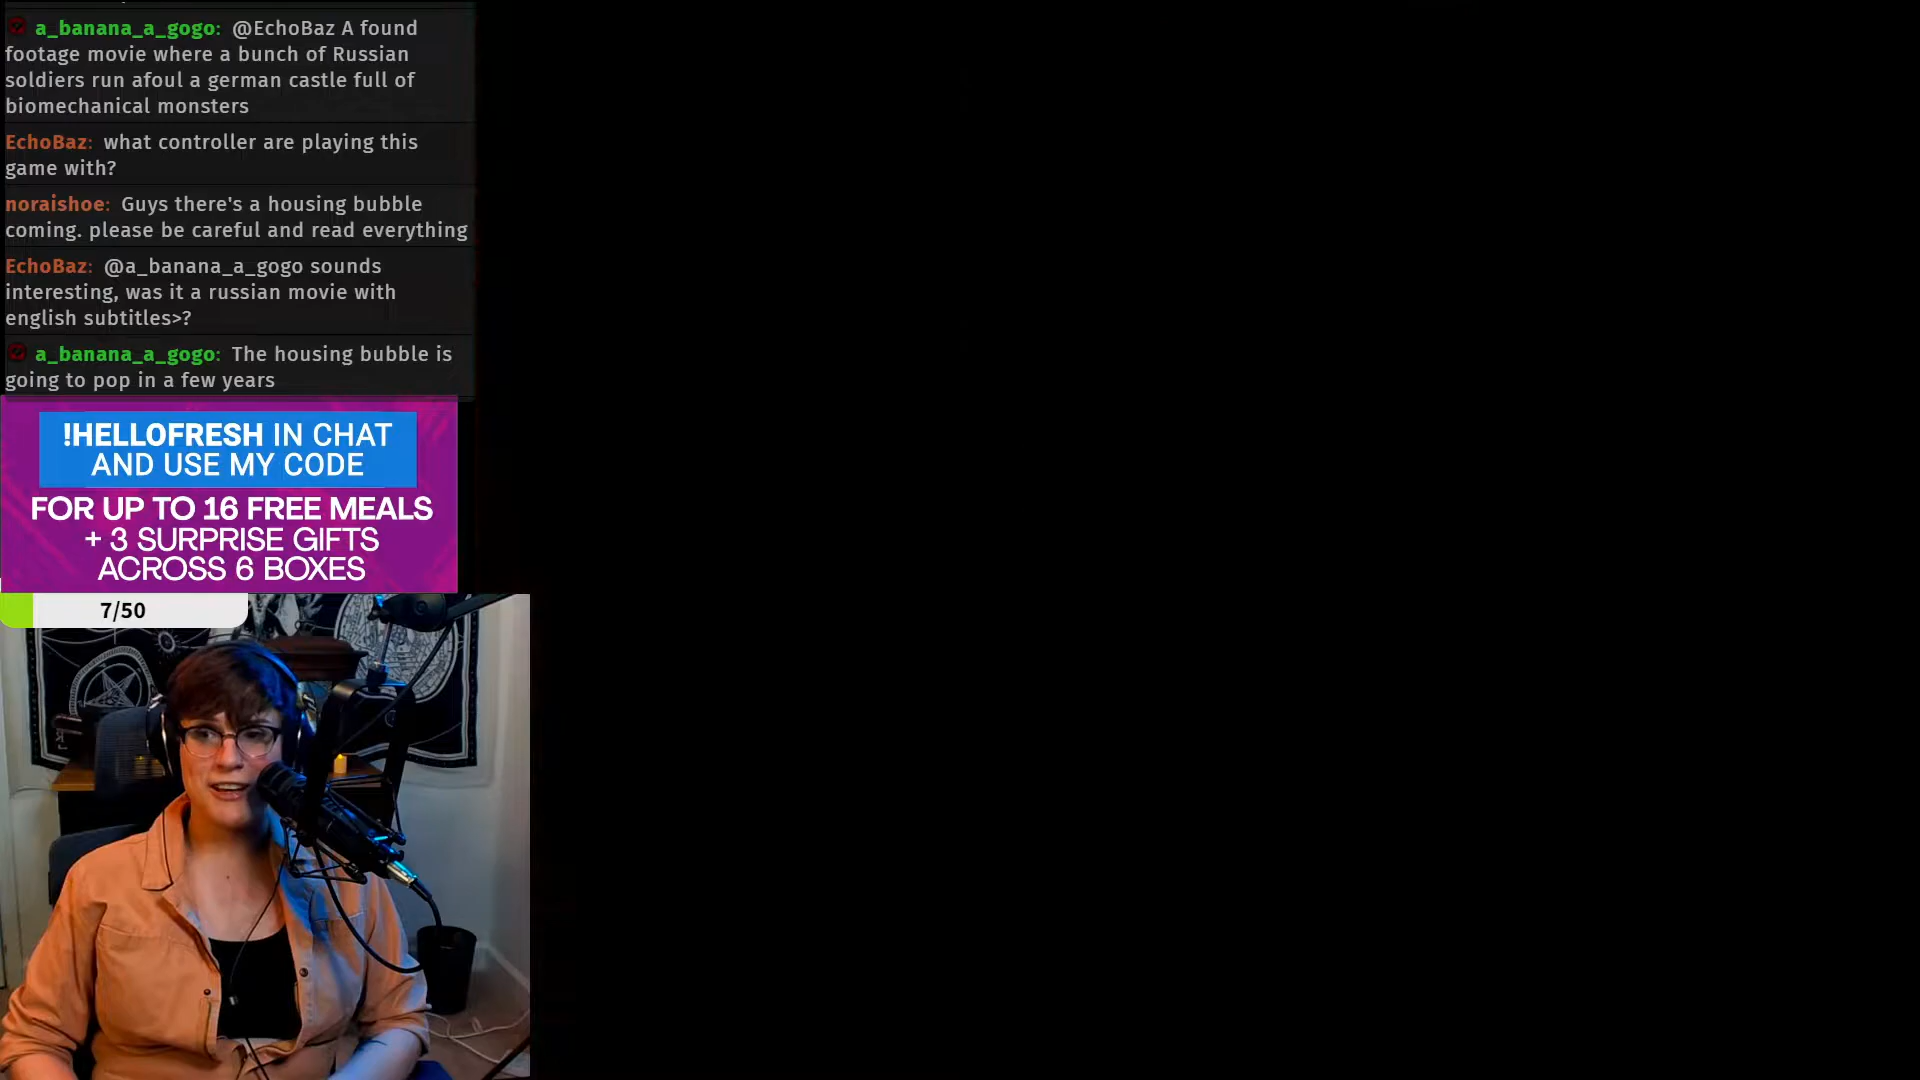 a_banana_a_gogo: @EchoBaz A found
footage movie where a bunch of Russian
soldiers run afoul a german castle full of
biomechanical monsters
EchoBaz: what controller are playing this
game with?
noraishoe: Guys there's a housing bubble
coming. please be careful and read everything
EchoBaz: @a_banana_a_gogo sounds
interesting, was it a russian movie with
english subtitles>?
a_banana_a_gogo: The housing bubble is
going to pop in a few years
!HELLOFRESH IN CHAT
AND USE MY CODE
FOR UP TO 16 FREE MEALS
+ 3 SURPRISE GIFTS
ACROSS 6 BOXES
7/50